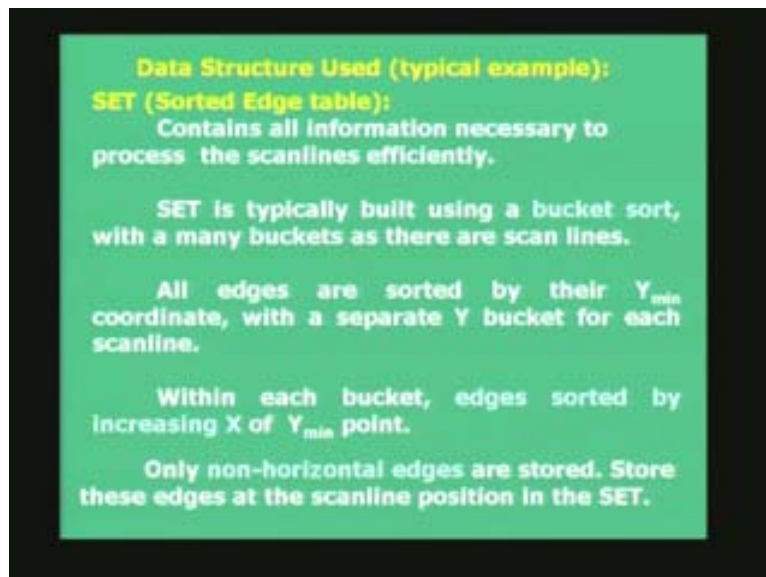 Data Structure Used (typical example):
SET (Sorted Edge table):
Contains all information necessary to
process the scanlines efficiently.
SET is typically built using a bucket sort,
with a many buckets as there are scan lines.
All edges are sorted by their Ymin
coordinate, with a separate Y bucket for each
scanline.
Within each bucket, edges sorted by
increasing X of Ymin point.
Only non-horizontal edges are stored. Store
these edges at the scanline position in the SET.